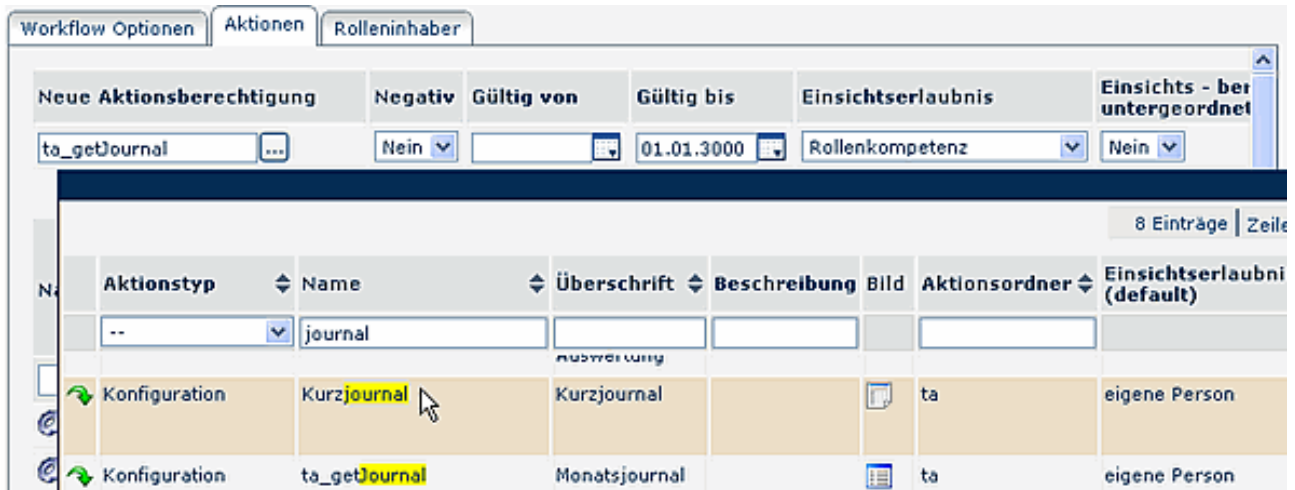 Workflow Optionen Aktionen Rolleninhaber
Neue Aktionsberechtigung Negativ Gültig von Gültig bis Einsichtserlaubnis Einsichts - ber
untergeordnet
ta_getJournal ... Nein 01.01.3000 Rollenkompetenz Nein
8 Einträge Zeile
Na Aktionstyp Name Überschrift Beschreibung Bild Aktionsordner Einsichtserlaubni
(default)
-- journal
Auswertung
Kurzjournal Kurzjournal ta eigene Person
Konfiguration
Konfiguration ta_getJournal Monatsjournal ta eigene Person